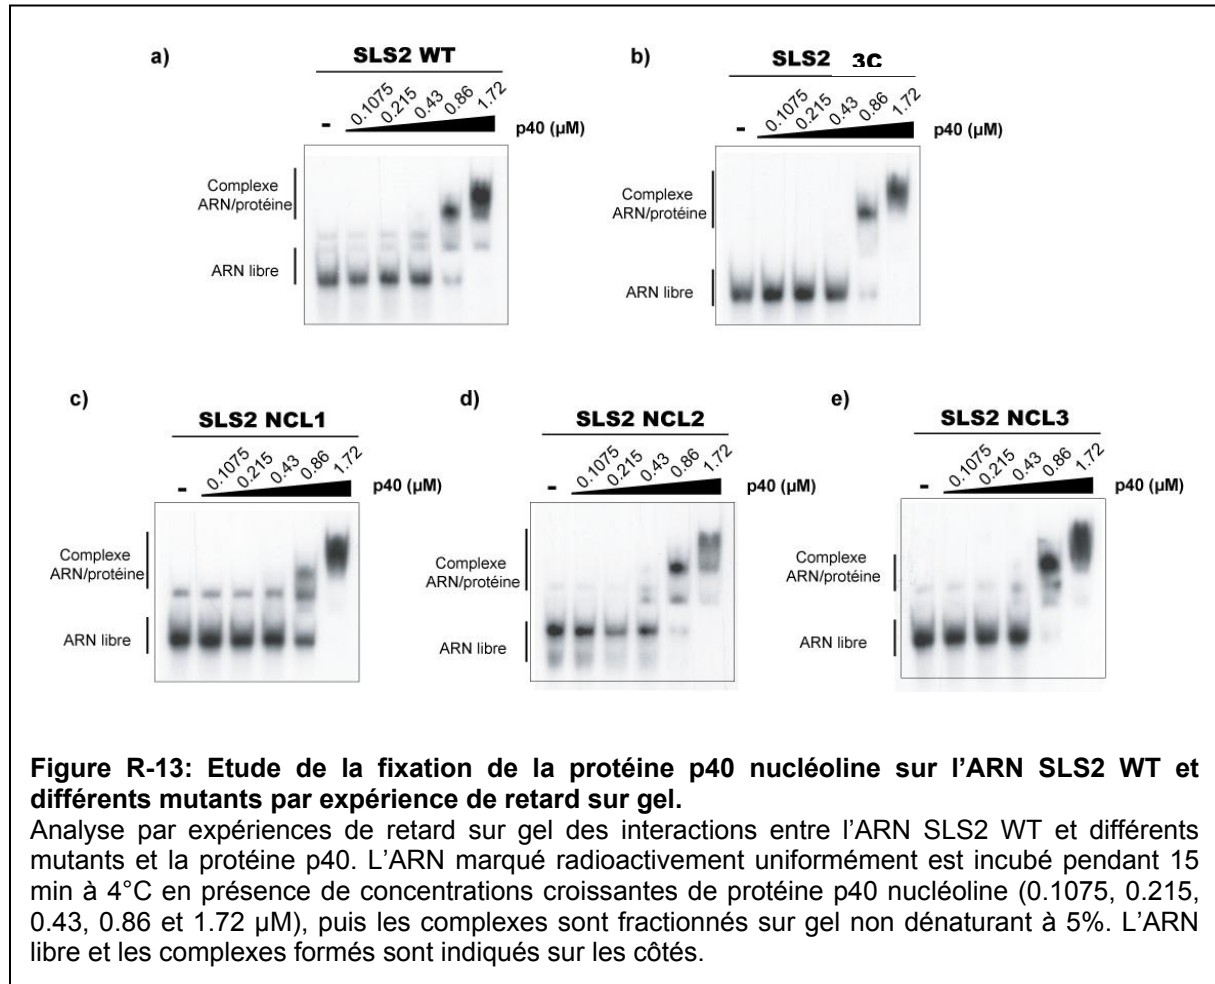 a)
SLS2 WT
- 0.1075 0.215 0.43 0.86 1.72
p40 (µM)
Complexe
ARN/protéine
ARN libre
b)
SLS2 3C
- 0.1075 0.215 0.43 0.86 1.72
p40 (µM)
Complexe
ARN/protéine
ARN libre
c)
SLS2 NCL1
- 0.1075 0.215 0.43 0.86 1.72
p40 (µM)
Complexe
ARN/protéine
ARN libre
d)
SLS2 NCL2
- 0.1075 0.215 0.43 0.86 1.72
p40 (µM)
Complexe
ARN/protéine
ARN libre
e)
SLS2 NCL3
- 0.1075 0.215 0.43 0.86 1.72
p40 (µM)
Complexe
ARN/protéine
ARN libre
Figure R-13: Etude de la fixation de la protéine p40 nucléoline sur l’ARN SLS2 WT et
différents mutants par expérience de retard sur gel.
Analyse par expériences de retard sur gel des interactions entre l’ARN SLS2 WT et différents
mutants et la protéine p40. L’ARN marqué radioactivement uniformément est incubé pendant 15
min à 4°C en présence de concentrations croissantes de protéine p40 nucléoline (0.1075, 0.215,
0.43, 0.86 et 1.72 µM), puis les complexes sont fractionnés sur gel non dénaturant à 5%. L’ARN
libre et les complexes formés sont indiqués sur les côtés.